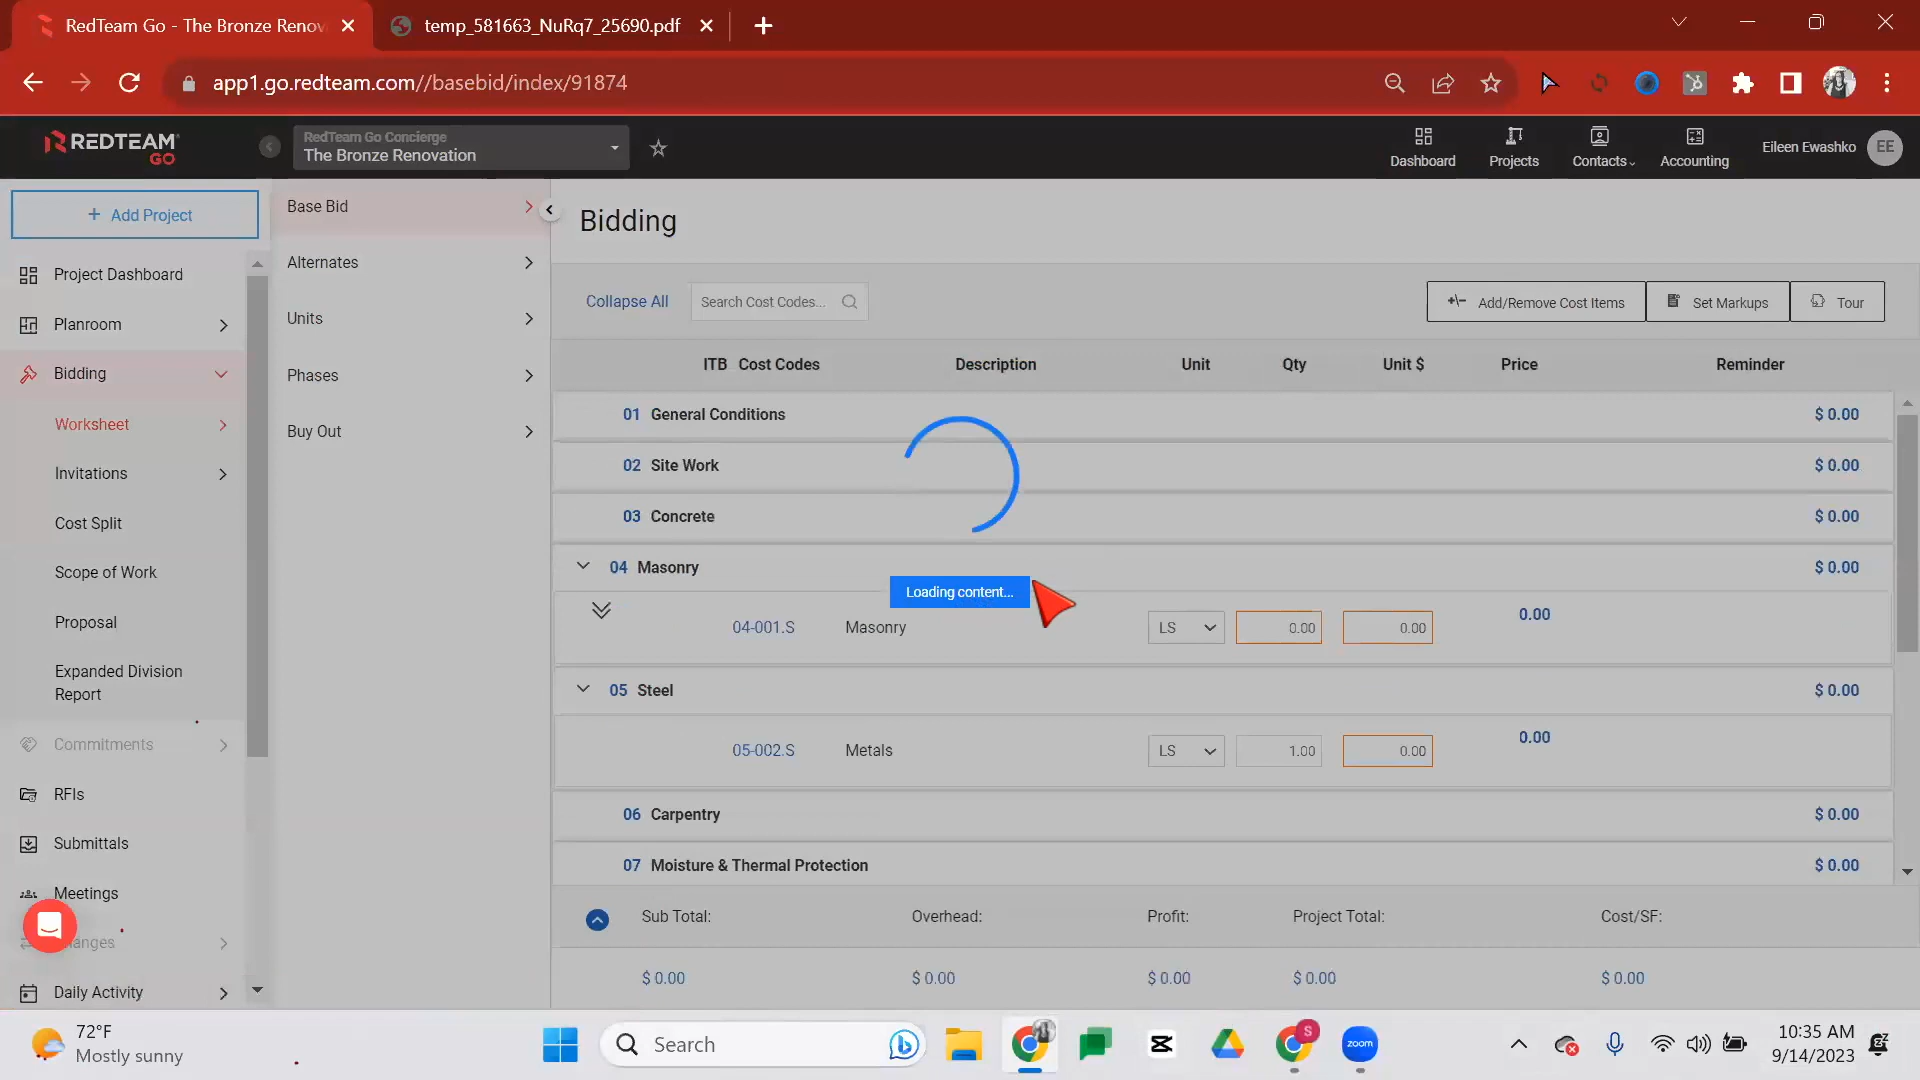 RedTeam Go - The Bronze Renov
temp_581663_NuRq7_25690.pdf
app1.go.redteam.com//basebid/index/91874
REDTEAM GO
RedTeam Go Concierge
The Bronze Renovation
Dashboard
Projects
Contacts
Accounting
Eileen Ewashko
EE
+ Add Project
Project Dashboard
Planroom
Bidding
Worksheet
Invitations
Cost Split
Scope of Work
Proposal
Expanded Division
Report
Commitments
RFIs
Submittals
Meetings
hanges
Daily Activity
Base Bid
Alternates
Units
Phases
Buy Out
Bidding
Collapse All
Search Cost Codes...
Add/Remove Cost Items
Set Markups
Tour
ITB Cost Codes Description Unit Qty Unit $ Price Reminder
01 General Conditions $ 0.00
02 Site Work $ 0.00
03 Concrete $ 0.00
04 Masonry $ 0.00
Loading content...
04-001.S Masonry LS 0.00 0.00 0.00
05 Steel $ 0.00
05-002.S Metals LS 1.00 0.00 0.00
06 Carpentry $ 0.00
07 Moisture & Thermal Protection $ 0.00
Sub Total: Overhead: Profit: Project Total: Cost/SF:
$ 0.00 $ 0.00 $ 0.00 $ 0.00 $ 0.00
72°F
Mostly sunny
Search
S
zoom
10:35 AM
9/14/2023